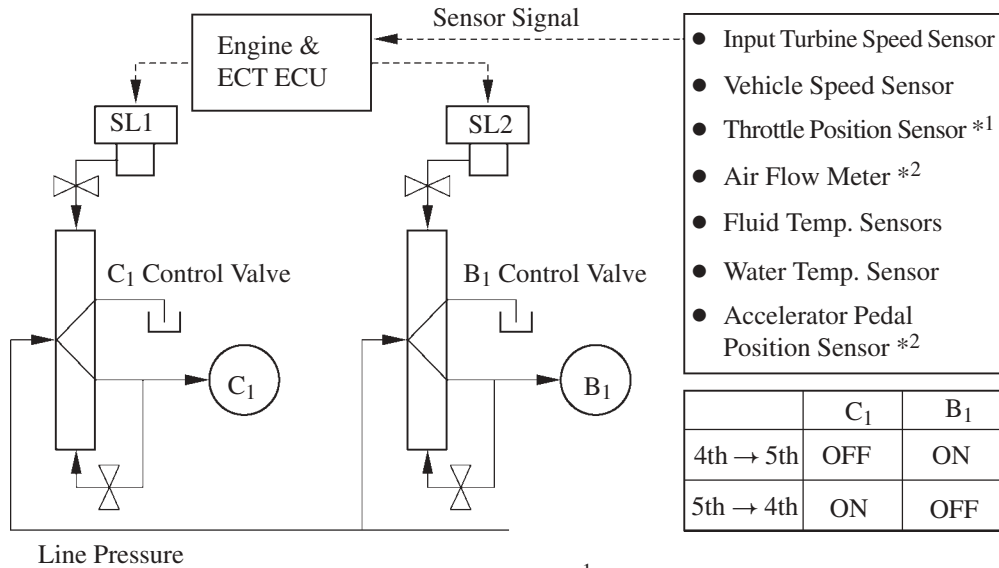 Sensor Signal
Engine &
ECT ECU
SL1
SL2
C1 Control Valve
B1 Control Valve
C1
B1
Line Pressure
● Input Turbine Speed Sensor
● Vehicle Speed Sensor
● Throttle Position Sensor *1
● Air Flow Meter *2
● Fluid Temp. Sensors
● Water Temp. Sensor
● Accelerator Pedal
Position Sensor *2
C1 B1
4th → 5th OFF ON
5th → 4th ON OFF
1